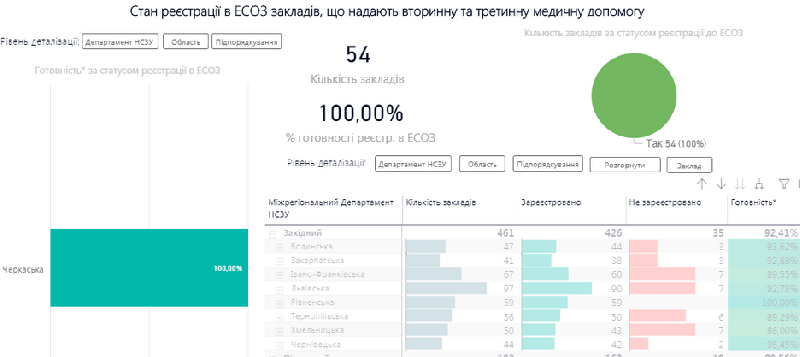 Стан реєстрації в ЕСОЗ закладів, що надають вторинну та третинну медичну допомогу
Рівень деталізації: Департамент НСЗУ Область Підпорядкування
Готовність* за статусом реєстрації в ЕСОЗ
54
Кількість закладів
100,00%
% готовності реєстр. в ЕСОЗ
Кількість закладів за статусом реєстрації до ЕСОЗ
Так 54 (100%)
Рівень деталізації: Департамент НСЗУ Область Підпорядкування Розгорнути Заклад
Черкаська 100,00%
Міжрегіональний Департамент НСЗУ Кількість закладів Зареєстровано Не зареєстровано Готовність*
Західний 461 426 35 92,41%
Волинська 47 44 3 93,62%
Закарпатська 41 38 3 92,68%
Івано-Франківська 67 60 7 89,55%
Львівська 97 90 7 92,78%
Рівненська 59 59 100,00%
Тернопільська 56 50 6 89,29%
Хмельницька 50 43 7 86,00%
Чернівецька 44 42 2 95,45%